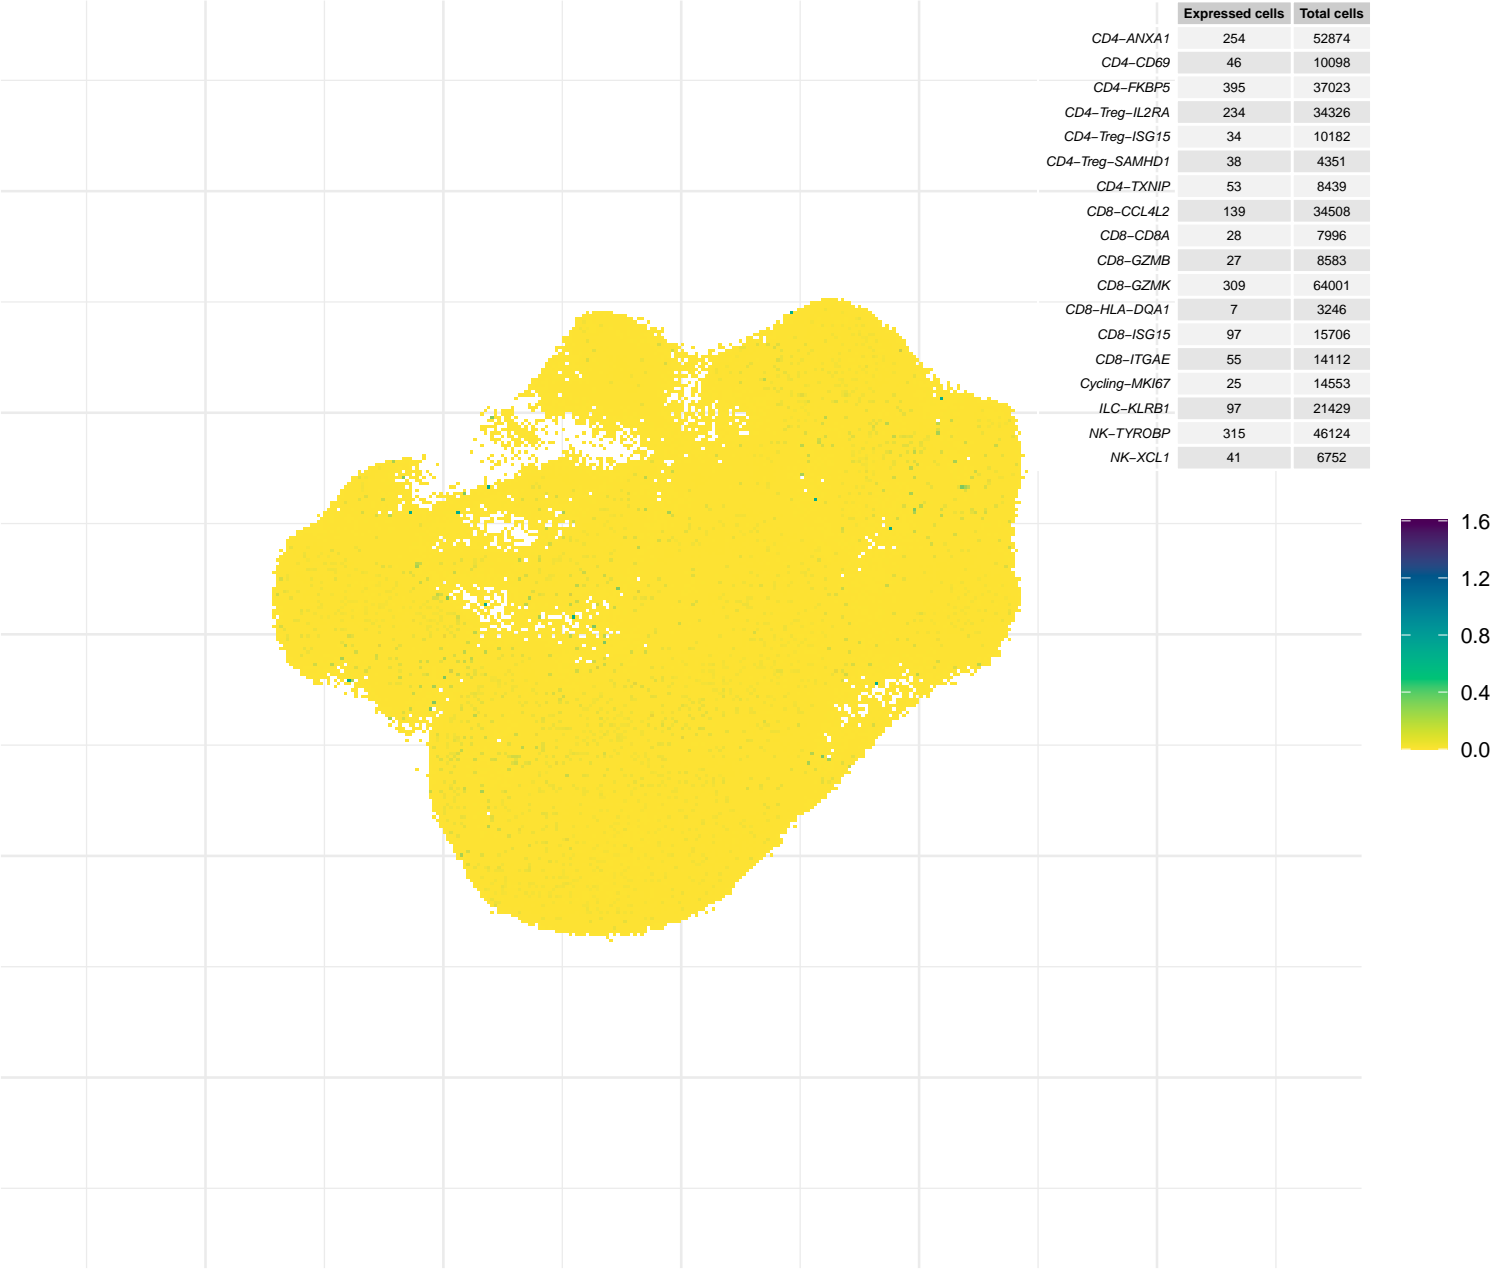 Expressed cells Total cells
CD4−ANXA1 254 52874
CD4−CD69 46 10098
CD4−FKBP5 395 37023
CD4−Treg−IL2RA 234 34326
CD4−Treg−ISG15 34 10182
CD4−Treg−SAMHD1 38 4351
CD4−TXNIP 53 8439
CD8−CCL4L2 139 34508
CD8−CD8A 28 7996
CD8−GZMB 27 8583
CD8−GZMK 309 64001
CD8−HLA−DQA1 7 3246
CD8−ISG15 97 15706
CD8−ITGAE 55 14112
Cycling−MKI67 25 14553
ILC−KLRB1 97 21429
NK−TYROBP 315 46124
NK−XCL1 41 6752
1.6
1.2
0.8
0.4
0.0